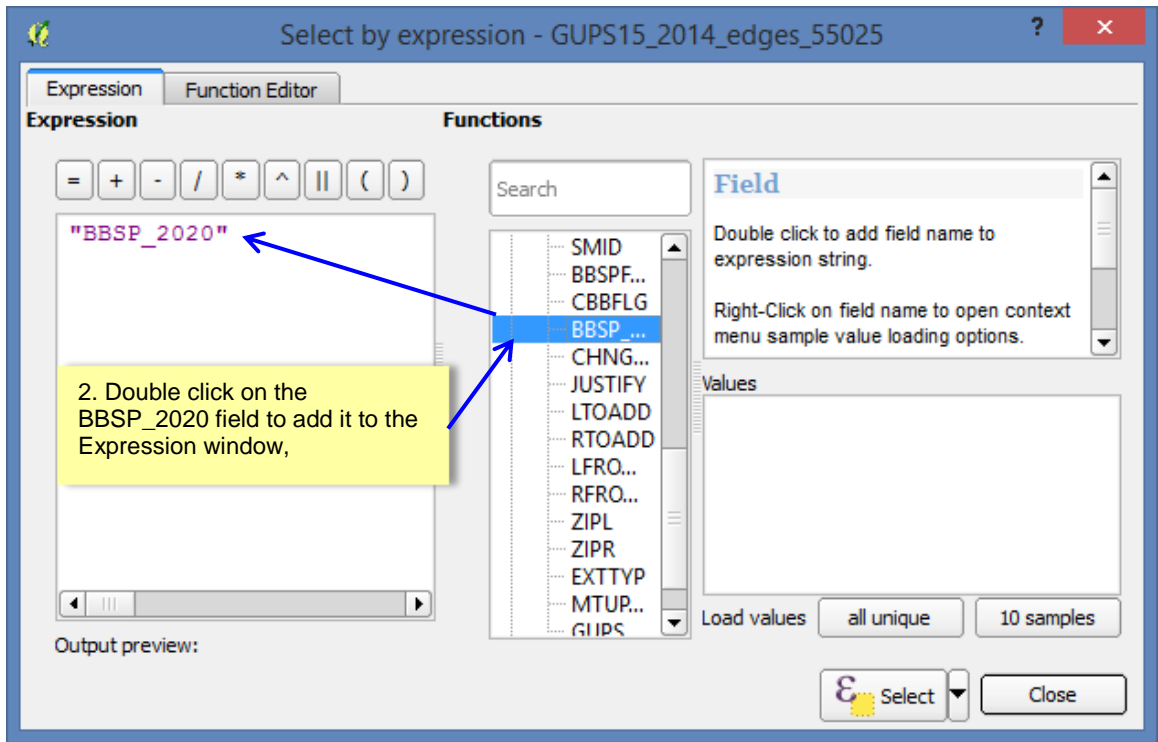 Select by expression - GUPS15_2014_edges_55025
? ×
Expression Function Editor
Expression
Functions
= + - / * ^ || ( )
"BBSP_2020"
2. Double click on the
BBSP_2020 field to add it to the
Expression window,
Output preview:
Search
SMID
BBSPF...
CBBFLG
BBSP_...
CHNG...
JUSTIFY
LTOADD
RTOADD
LFRO...
RFRO...
ZIPL
ZIPR
EXTTYP
MTUP...
GUPS
Field
Double click to add field name to
expression string.
Right-Click on field name to open context
menu sample value loading options.
Values
Load values all unique 10 samples
ε Select Close